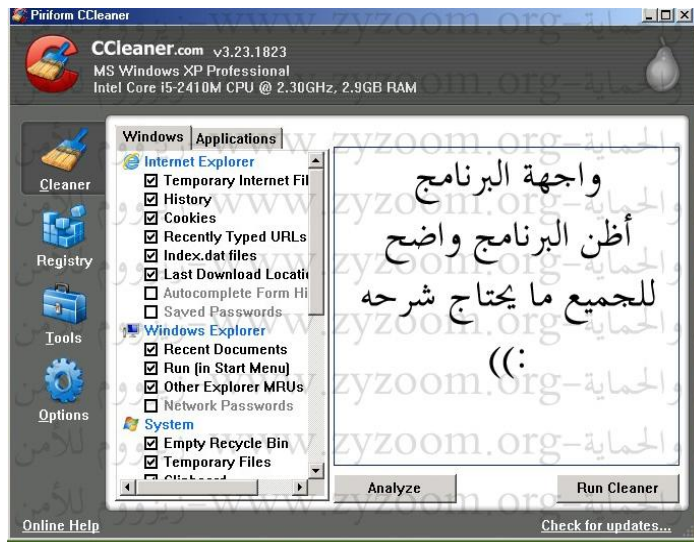 Piriform CCleaner
CCleaner.com v3.23.1823
MS Windows XP Professional
Intel Core i5-2410M CPU @ 2.30GHz, 2.9GB RAM
Cleaner
Registry
Tools
Options
Windows
Applications
Internet Explorer
Temporary Internet Fil
History
Cookies
Recently Typed URLs
Index.dat files
Last Download Locatio
Autocomplete Form Hi
Saved Passwords
Windows Explorer
Recent Documents
Run (in Start Menu)
Other Explorer MRUs
Network Passwords
System
Empty Recycle Bin
Temporary Files
Clipboard
واجهة البرنامج
أظن البرنامج واضح
للجميع ما يحتاج شرحه
:))
Analyze
Run Cleaner
Online Help
Check for updates...
www.zyzoom.org